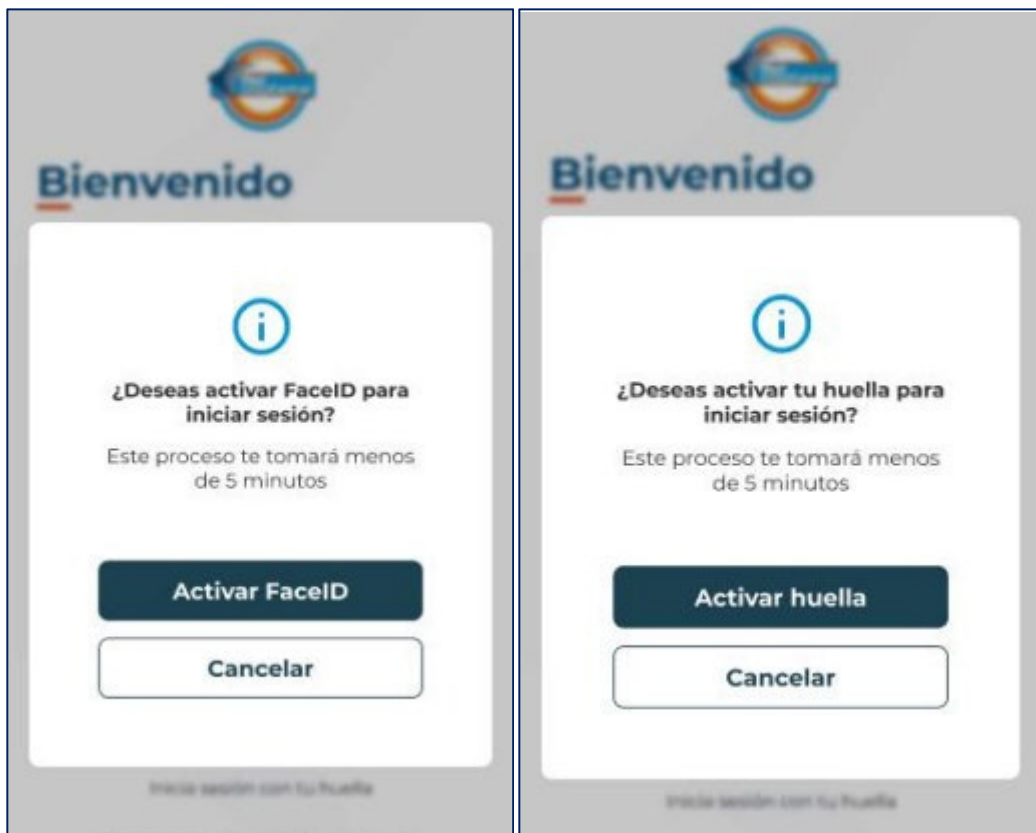 Bienvenido
¿Deseas activar FaceID para
iniciar sesión?
Este proceso te tomará menos
de 5 minutos
Activar FaceID
Cancelar
Inicia sesión con tu huella
Bienvenido
¿Deseas activar tu huella para
iniciar sesión?
Este proceso te tomará menos
de 5 minutos
Activar huella
Cancelar
Inicia sesión con tu huella